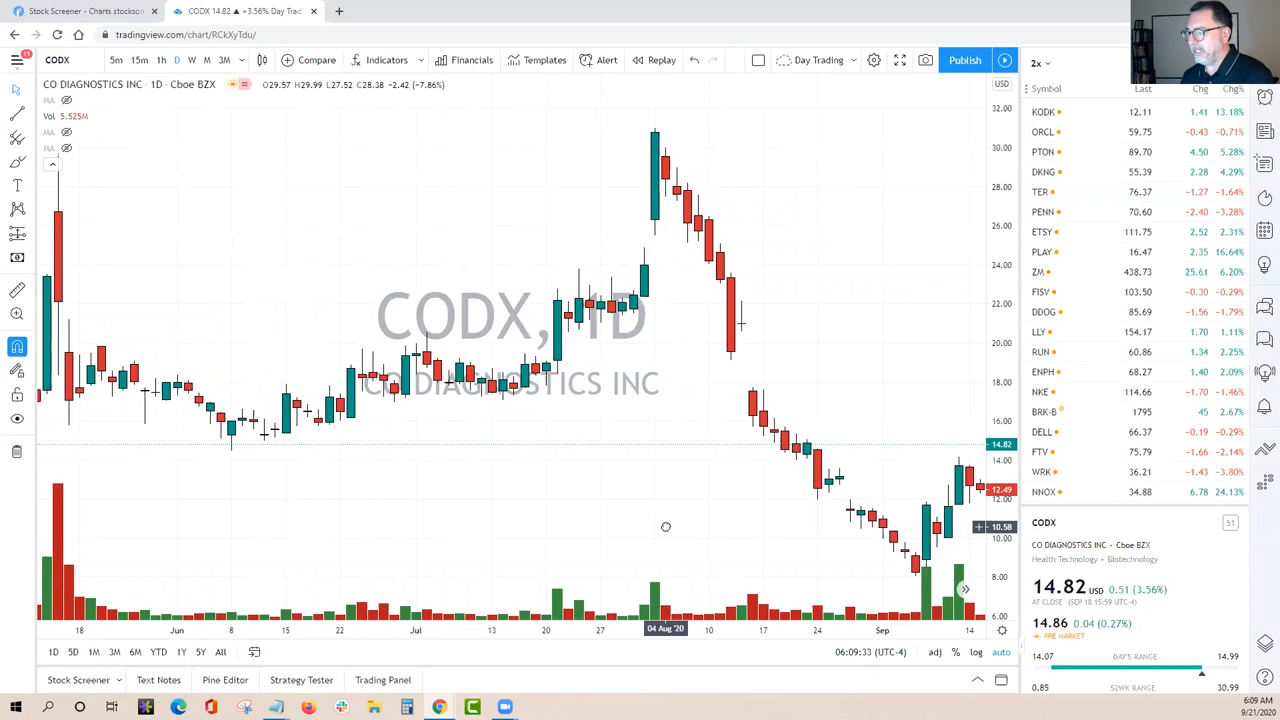 Stock Screener - Charts stockson
CODX 14.82 ▲ +3.56% Day Trad
tradingview.com/chart/RCkXyTdu/
11
CODX
5m 15m 1h D W M 3M
Compare
Indicators
Financials
Templates
Alert
Replay
Day Trading
Publish
2x
CO DIAGNOSTICS INC · 1D · Cboe BZX
O29.57 H59.99 L27.52 C28.38 −2.42 (−7.86%)
MA
Vol 5.525M
MA
MA
USD
Symbol Last Chg Chg%
KODK 12.11 1.41 13.18%
ORCL 59.75 −0.43 −0.71%
PTON 89.70 4.50 5.28%
DKNG 55.39 2.28 4.29%
TER 76.37 −1.27 −1.64%
PENN 70.60 −2.40 −3.28%
ETSY 111.75 2.52 2.31%
PLAY 16.47 2.35 16.64%
ZM 438.73 25.61 6.20%
FISV 103.50 −0.30 −0.29%
DDOG 85.69 −1.56 −1.79%
LLY 154.17 1.70 1.11%
RUN 60.86 1.34 2.25%
ENPH 68.27 1.40 2.09%
NKE 114.66 −1.70 −1.46%
BRK-B D 1795 45 2.67%
DELL 66.37 −0.19 −0.29%
FTV 75.79 −1.66 −2.14%
WRK 36.21 −1.43 −3.80%
NNOX 34.88 6.78 24.13%
CODX, 1D
CO DIAGNOSTICS INC
32.00
30.00
28.00
26.00
24.00
22.00
20.00
18.00
16.00
14.82
14.00
12.49
12.00
10.58
10.00
8.00
6.00
18 Jun 8 15 22 Jul 13 20 27 04 Aug '20 10 17 24 Sep 14
CODX
51
CO DIAGNOSTICS INC • Cboe BZX
Health Technology • Biotechnology
14.82 USD 0.51 (3.56%)
AT CLOSE (SEP 18 15:59 UTC-4)
14.86 0.04 (0.27%)
PRE MARKET
14.07 DAY'S RANGE 14.99
0.85 52WK RANGE 30.99
1D 5D 1M 3M 6M YTD 1Y 5Y All
06:09:33 (UTC-4)
adj % log auto
Stock Screener
Text Notes
Pine Editor
Strategy Tester
Trading Panel
6:09 AM
9/21/2020